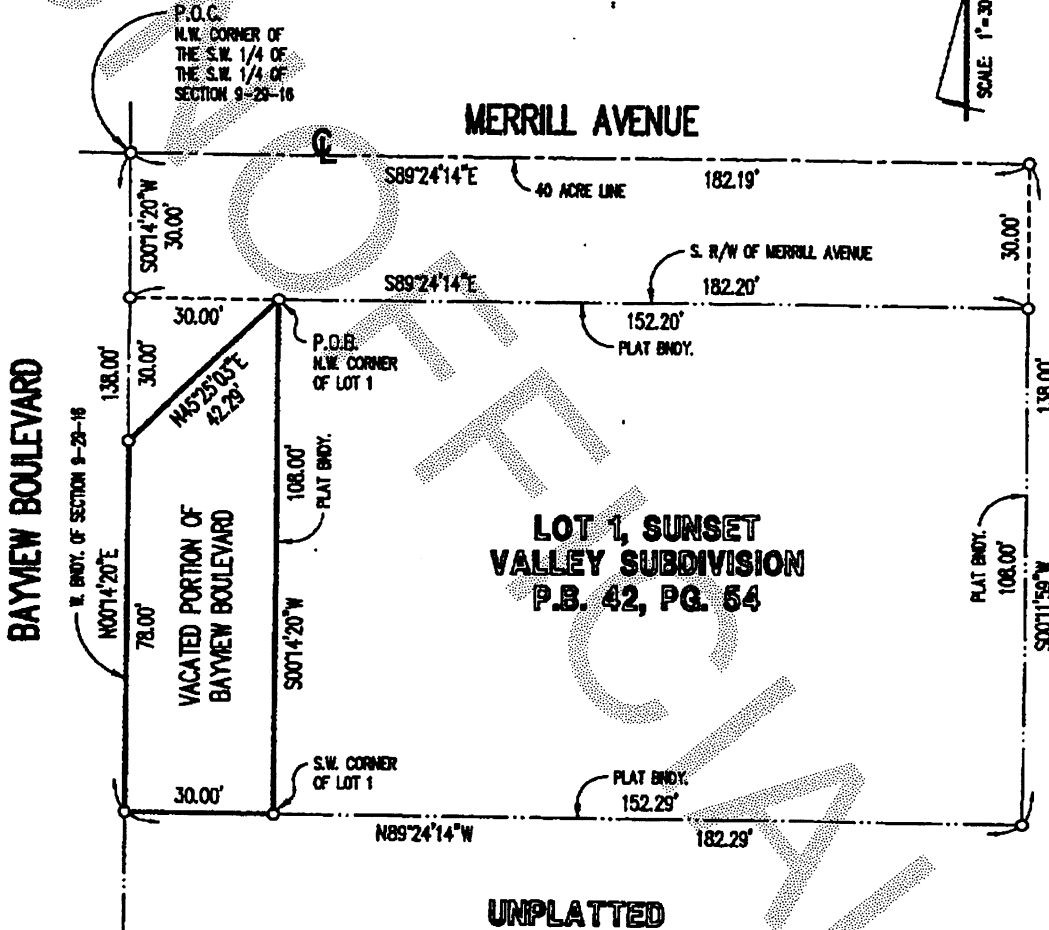 P.O.C.
N.W. CORNER OF
THE S.W. 1/4 OF
THE S.W. 1/4 OF
SECTION 9-29-16
SCALE: 1"=30
MERRILL AVENUE
℄
S89°24'14"E
40 ACRE LINE
182.19'
S00°14'20"W
30.00'
30.00'
S. R/W OF MERRILL AVENUE
S89°24'14"E
182.20'
30.00'
152.20'
PLAT BNDY.
P.O.B.
N.W. CORNER
OF LOT 1
138.00'
30.00'
N45°25'03"E
42.29'
138.00'
BAYVIEW BOULEVARD
W. BNDY. OF SECTION 9-29-16
N00°14'20"E
78.00'
VACATED PORTION OF
BAYVIEW BOULEVARD
108.00'
PLAT BNDY.
S00°14'20"W
LOT 1, SUNSET
VALLEY SUBDIVISION
P.B. 42, PG. 54
PLAT BNDY.
108.00'
S00°11'59"W
S.W. CORNER
OF LOT 1
30.00'
PLAT BNDY.
152.29'
N89°24'14"W
182.29'
UNPLATTED